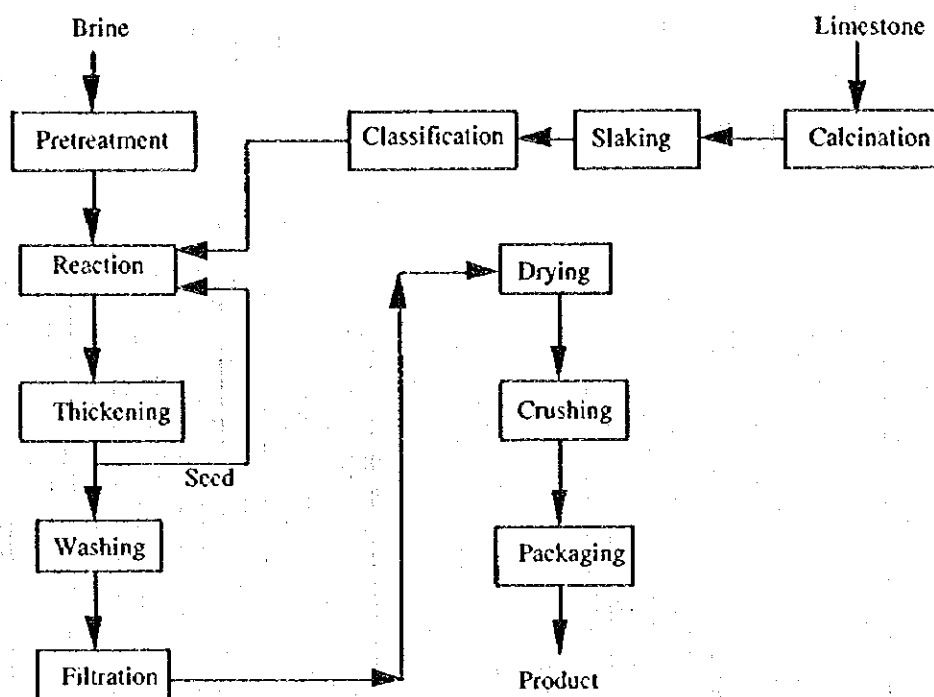 Brine
Limestone
Pretreatment
Classification
Slaking
Calcination
Reaction
Drying
Thickening
Crushing
Seed
Washing
Packaging
Filtration
Product